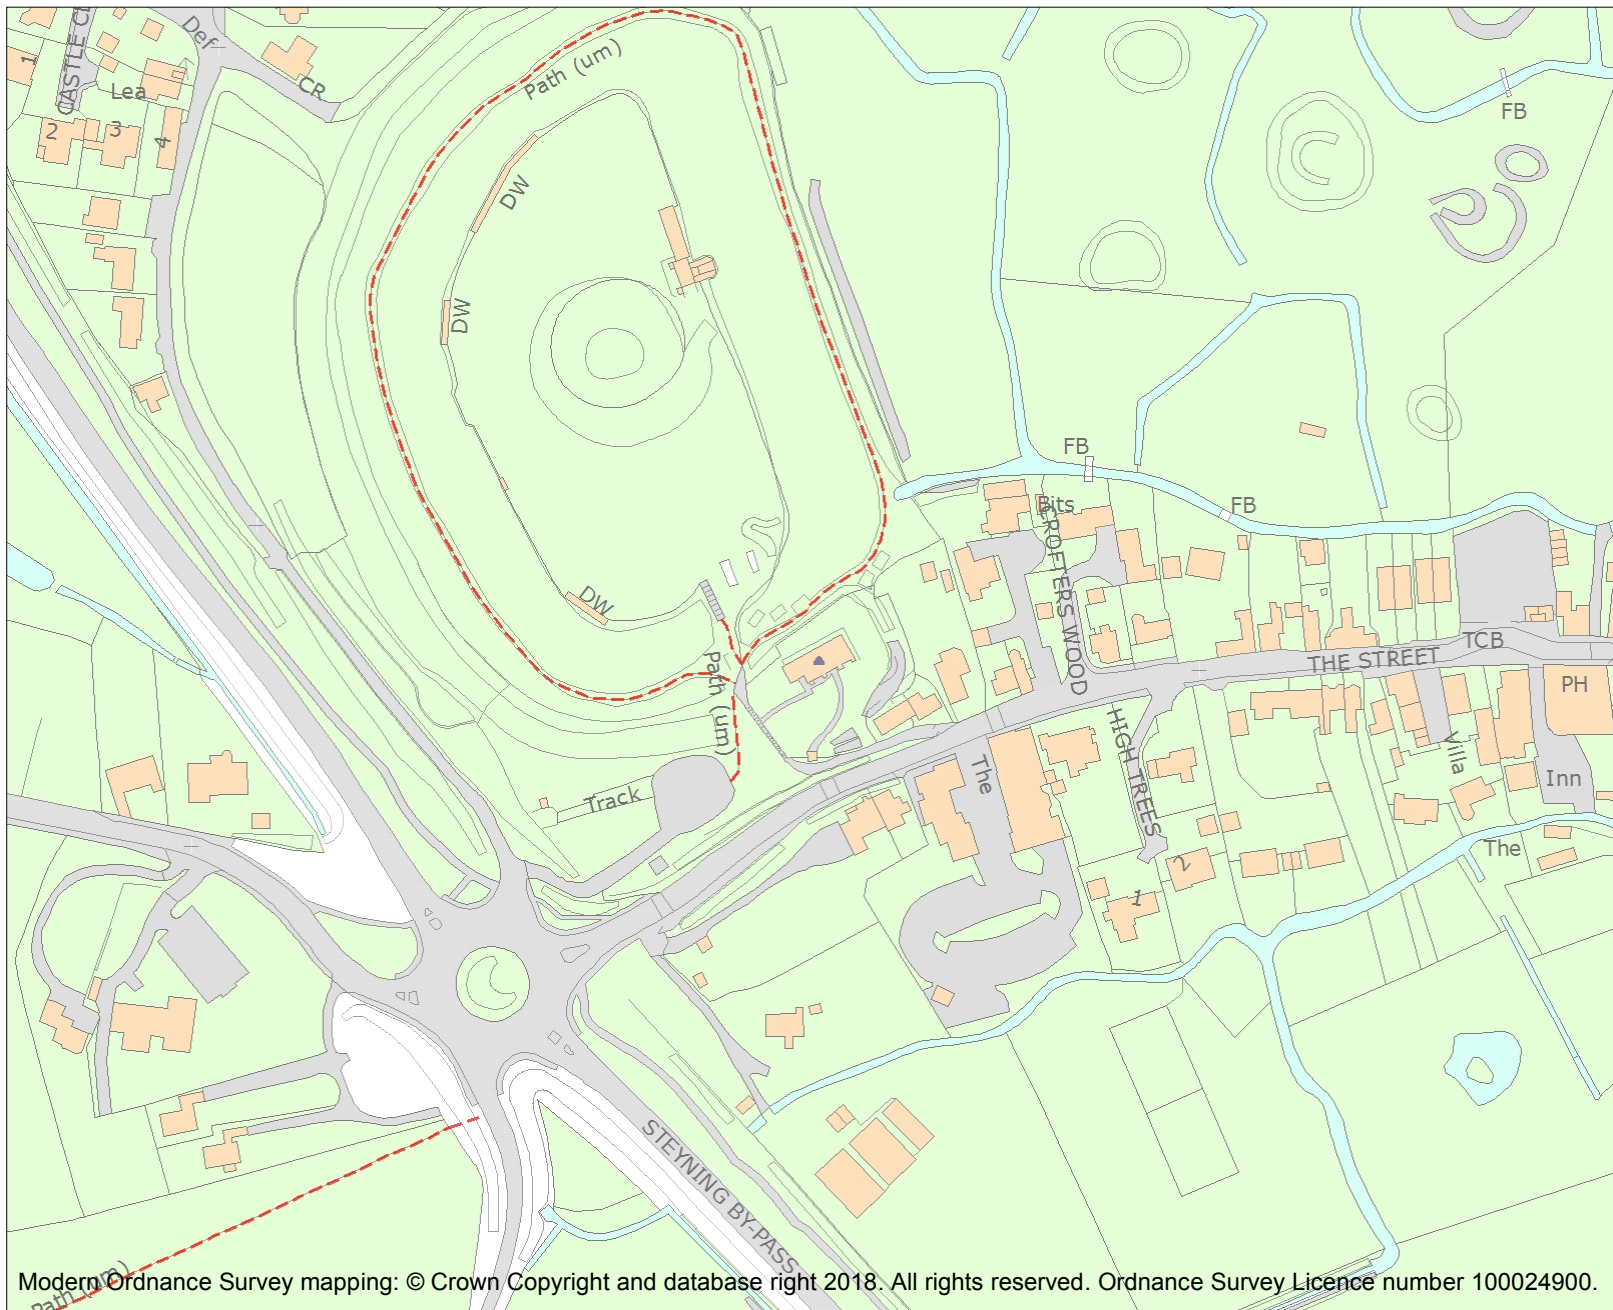 Def
CASTLE CL
1
Lea
CR
2
3
4
Path (um)
FB
DW
DW
FB
Bits
FB
CROFTERS WOOD
DW
TCB
THE STREET
Path (um)
PH
HIGH TREES
Villa
The
Inn
Track
The
2
1
STEYNING BY-PASS
Path (um)
Modern Ordnance Survey mapping: © Crown Copyright and database right 2018. All rights reserved. Ordnance Survey Licence number 100024900.